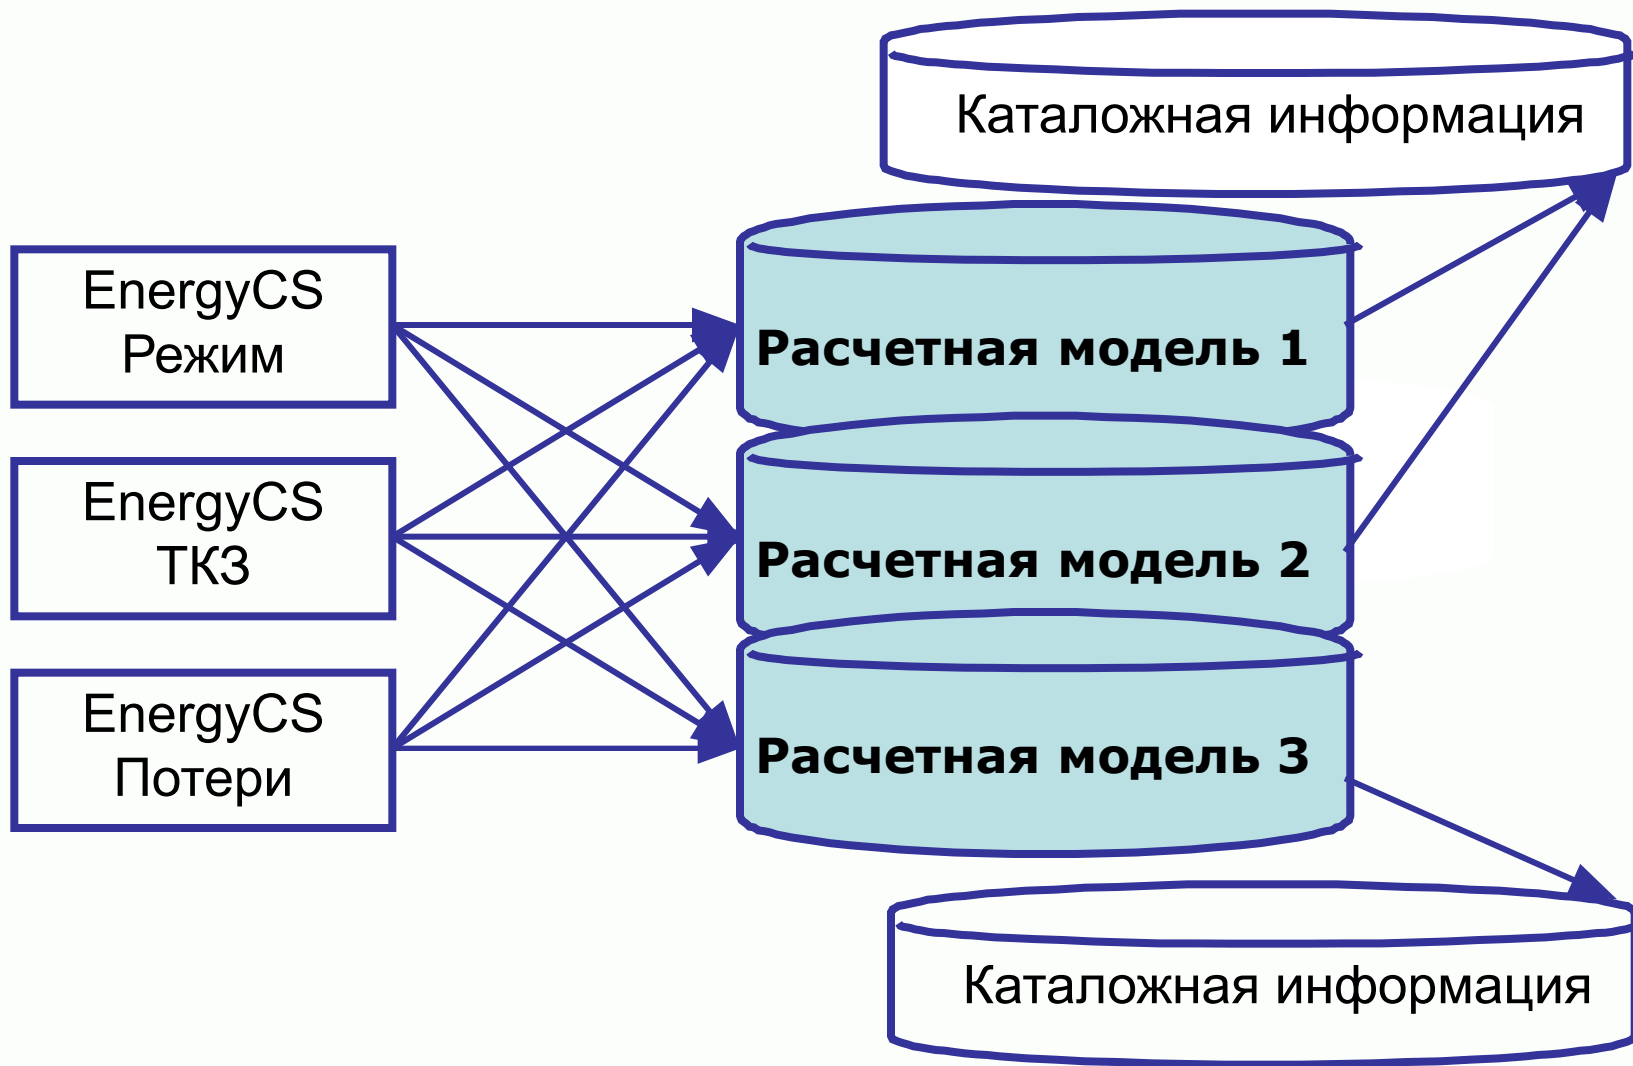 Каталожная информация
EnergyCS
Режим
EnergyCS
ТКЗ
EnergyCS
Потери
Расчетная модель 1
Расчетная модель 2
Расчетная модель 3
Каталожная информация